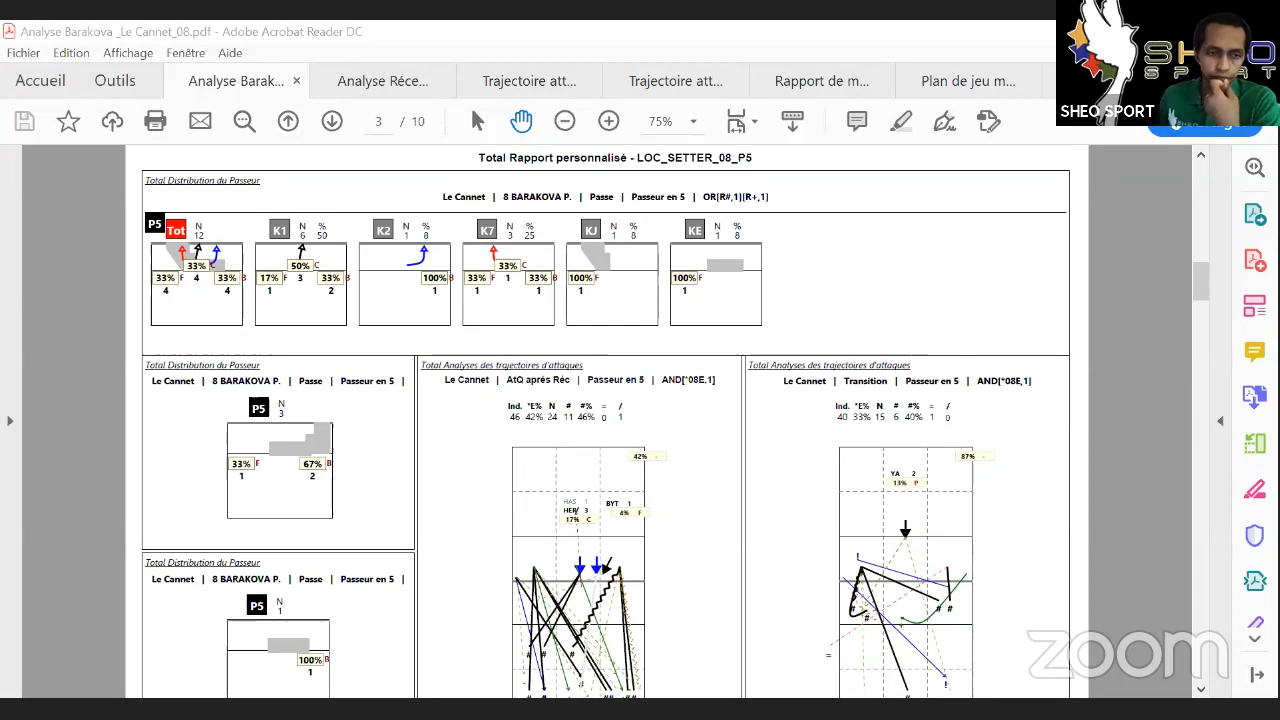 Analyse Barakova _Le Cannet_08.pdf - Adobe Acrobat Reader DC
Fichier Edition Affichage Fenêtre Aide
Accueil Outils Analyse Barak... × Analyse Réce... Trajectoire att... Trajectoire att... Rapport de m... Plan de jeu m...
SHEO SPORT
SHEO SPORT
3 / 10 75%
Total Rapport personnalisé - LOC_SETTER_08_P5
Total Distribution du Passeur
Le Cannet | 8 BARAKOVA P. | Passe | Passeur en 5 | OR[R#,1)[R+,1]
P5 Tot N 12
33% C 4
33% F 4
33% B 4
K1 N 6 % 50
50% C 3
17% F 1
33% B 2
K2 N 1 % 8
100% B 1
K7 N 3 % 25
33% C 1
33% F 1
33% B 1
KJ N 1 % 8
100% F 1
KE N 1 % 8
100% F 1
Total Distribution du Passeur
Le Cannet | 8 BARAKOVA P. | Passe | Passeur en 5 |
P5 N 3
33% F 1
67% B 2
Total Distribution du Passeur
Le Cannet | 8 BARAKOVA P. | Passe | Passeur en 5 |
P5 N 1
100% B 1
Total Analyses des trajectoires d'attaques
Le Cannet | AtQ après Réc | Passeur en 5 | AND[*08E,1]
Ind. *E% N # #% = /
46 42% 24 11 46% 0 1
42% -
HAS 1
HER 3
17% C
BYT 1
4% F
# # # # ## ##
Total Analyses des trajectoires d'attaques
Le Cannet | Transition | Passeur en 5 | AND[*08E,1]
Ind. *E% N # #% = /
40 33% 15 6 40% 1 0
87% -
YA 2
13% P
!
# # # #
=
!
zoom